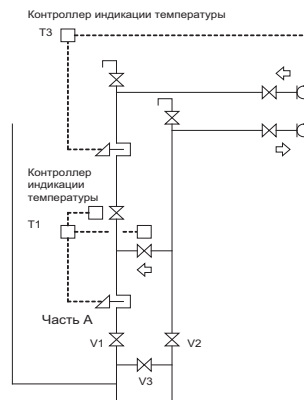 Контроллер индикации температуры
T3
Контроллер
индикации
температуры
T1
Часть А
V1
V2
V3